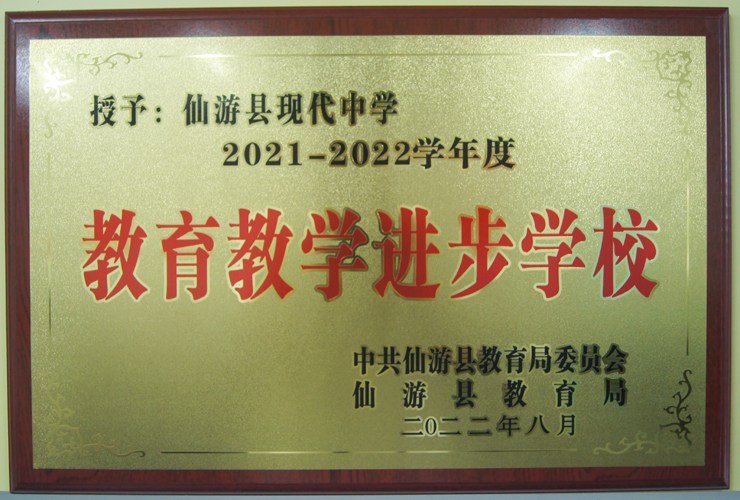 授予：仙游县现代中学
2021-2022学年度
教育教学进步学校
中共仙游县教育局委员会
仙游县教育局
二○二二年八月